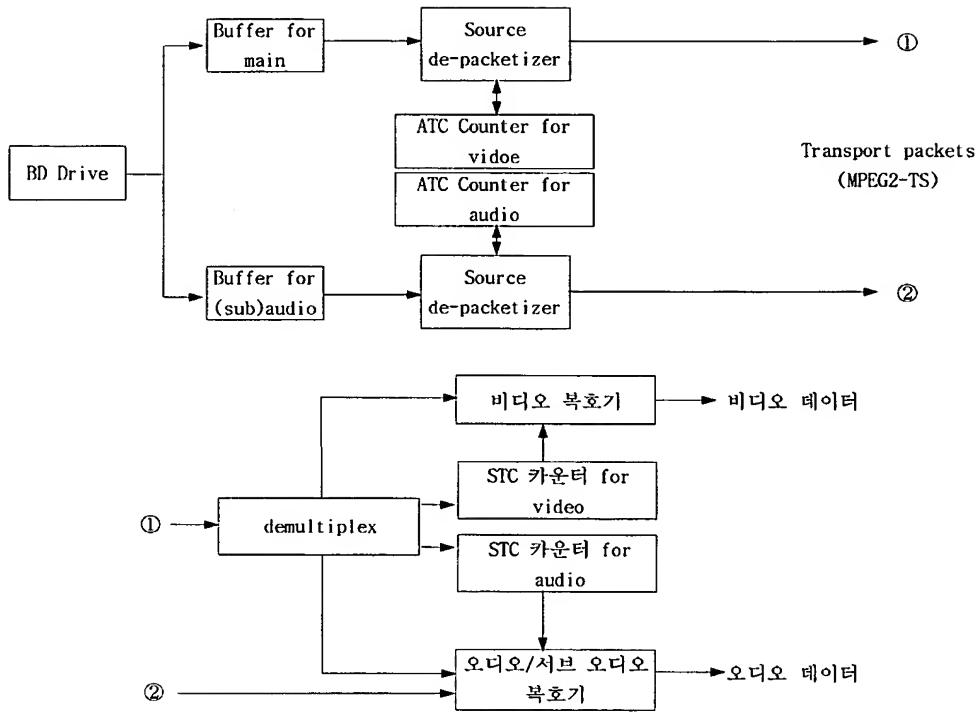 Buffer for
main
Source
de-packetizer
①
ATC Counter for
vidoe
Transport packets
(MPEG2-TS)
BD Drive
ATC Counter for
audio
Buffer for
(sub)audio
Source
de-packetizer
②
비디오 복호기
비디오 데이터
STC 카운터 for
video
①
demultiplex
STC 카운터 for
audio
오디오/서브 오디오
복호기
오디오 데이터
②